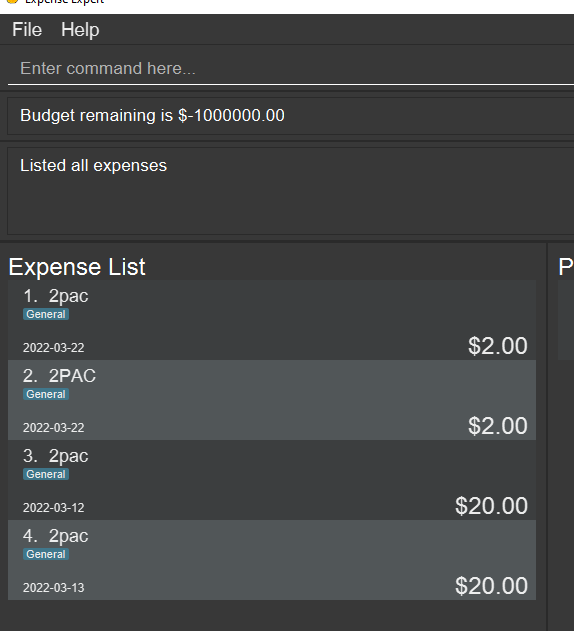 Expense Expert
File Help
Enter command here...
Budget remaining is $-1000000.00
Listed all expenses
Expense List
P
1. 2pac
General
2022-03-22 $2.00
2. 2PAC
General
2022-03-22 $2.00
3. 2pac
General
2022-03-12 $20.00
4. 2pac
General
2022-03-13 $20.00